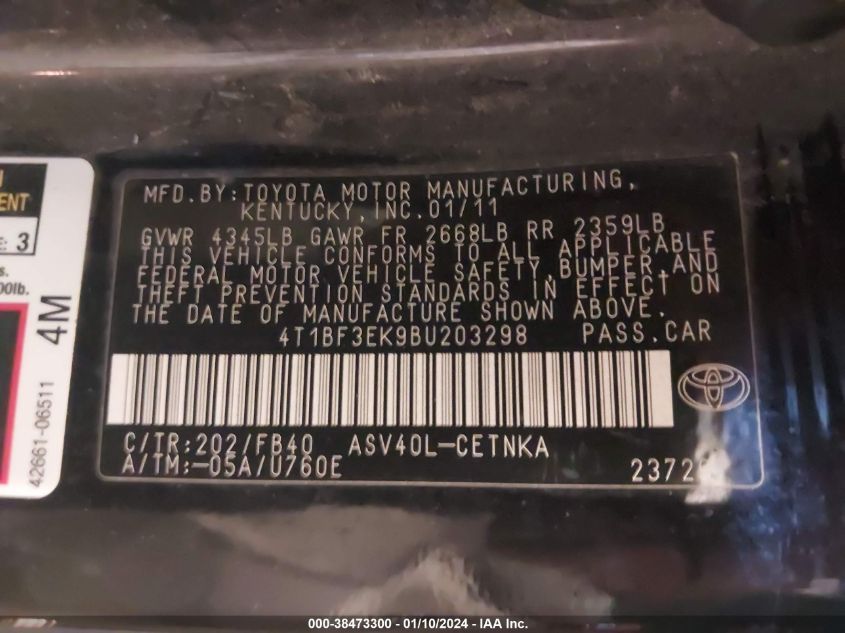 MFD. BY: TOYOTA MOTOR MANUFACTURING,
KENTUCKY, INC. 01/11
GVWR 4345LB GAWR FR 2668LB RR 2359LB
THIS VEHICLE CONFORMS TO ALL APPLICABLE
FEDERAL MOTOR VEHICLE SAFETY, BUMPER, AND
THEFT PREVENTION STANDARDS IN EFFECT ON
THE DATE OF MANUFACTURE SHOWN ABOVE.
4T1BF3EK9BU203298 PASS.CAR
C/TR:202/FB40 ASV40L-CETNKA
A/TM:-05A/U760E
3
4M
42661-06511
000-38473300 - 01/10/2024 - IAA Inc.